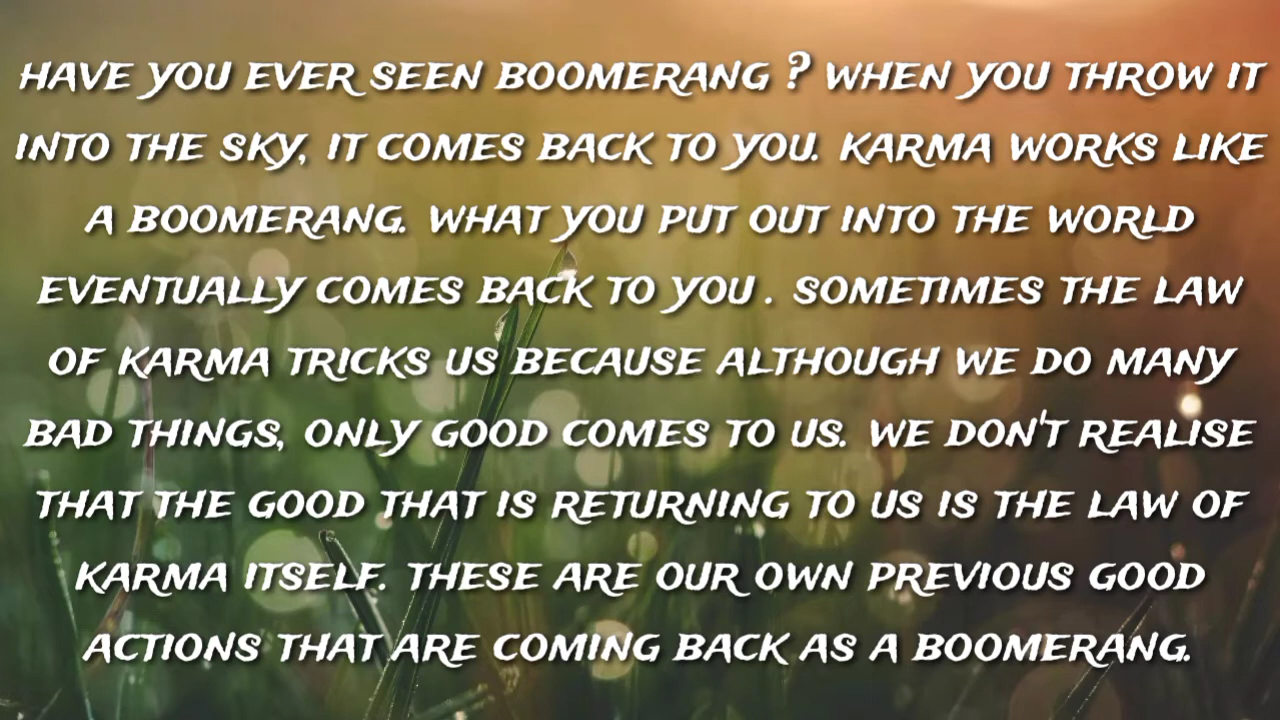 HAVE YOU EVER SEEN BOOMERANG ? WHEN YOU THROW IT
INTO THE SKY, IT COMES BACK TO YOU. KARMA WORKS LIKE
A BOOMERANG. WHAT YOU PUT OUT INTO THE WORLD
EVENTUALLY COMES BACK TO YOU . SOMETIMES THE LAW
OF KARMA TRICKS US BECAUSE ALTHOUGH WE DO MANY
BAD THINGS, ONLY GOOD COMES TO US. WE DON'T REALISE
THAT THE GOOD THAT IS RETURNING TO US IS THE LAW OF
KARMA ITSELF. THESE ARE OUR OWN PREVIOUS GOOD
ACTIONS THAT ARE COMING BACK AS A BOOMERANG.